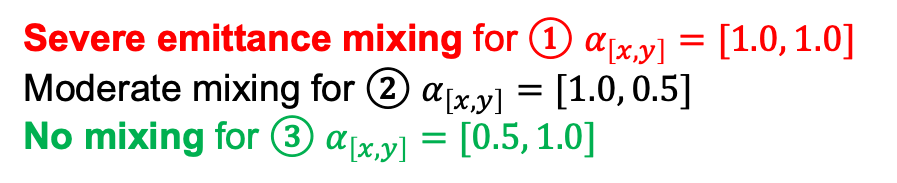 Severe emittance mixing for ① α[x,y] = [1.0, 1.0]
Moderate mixing for ② α[x,y] = [1.0, 0.5]
No mixing for ③ α[x,y] = [0.5, 1.0]